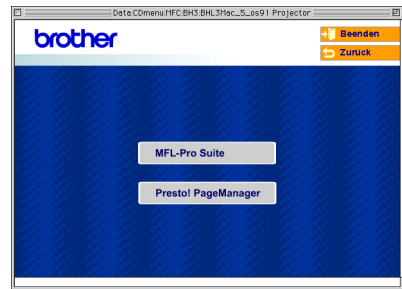 Data:CDmenu:MFC:BH3:BHL3Mac_5_os91 Projector
brother
Beenden
Zurück
MFL-Pro Suite
Presto! PageManager